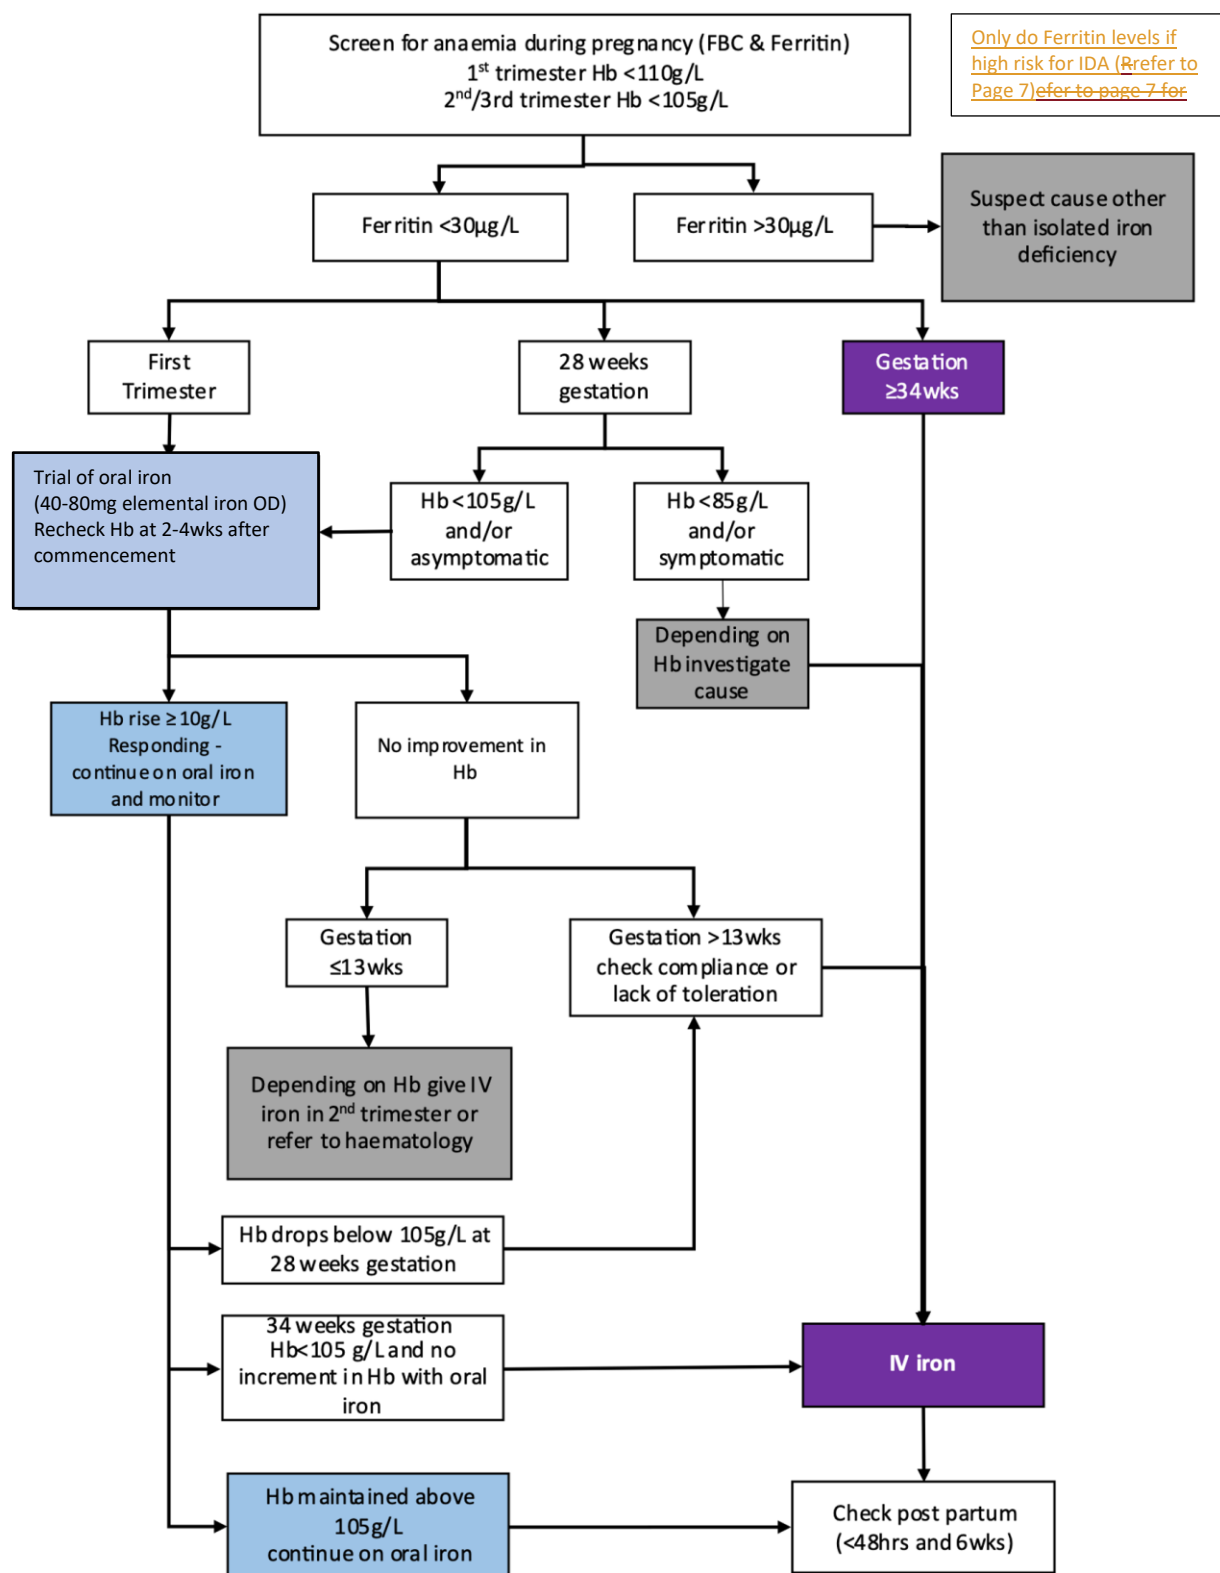 Screen for anaemia during pregnancy (FBC & Ferritin)
1st trimester Hb <110g/L
2nd/3rd trimester Hb <105g/L
Only do Ferritin levels if
high risk for IDA (Rrefer to
Page 7)efer to page 7 for
Ferritin <30µg/L
Ferritin >30µg/L
Suspect cause other
than isolated iron
deficiency
First
Trimester
28 weeks
gestation
Gestation
≥34wks
Trial of oral iron
(40-80mg elemental iron OD)
Recheck Hb at 2-4wks after
commencement
Hb <105g/L
and/or
asymptomatic
Hb <85g/L
and/or
symptomatic
Depending on
Hb investigate
cause
Hb rise ≥10g/L
Responding -
continue on oral iron
and monitor
No improvement in
Hb
Gestation
≤13wks
Gestation >13wks
check compliance or
lack of toleration
Depending on Hb give IV
iron in 2nd trimester or
refer to haematology
Hb drops below 105g/L at
28 weeks gestation
34 weeks gestation
Hb<105 g/L and no
increment in Hb with oral
iron
IV iron
Hb maintained above
105g/L
continue on oral iron
Check post partum
(<48hrs and 6wks)